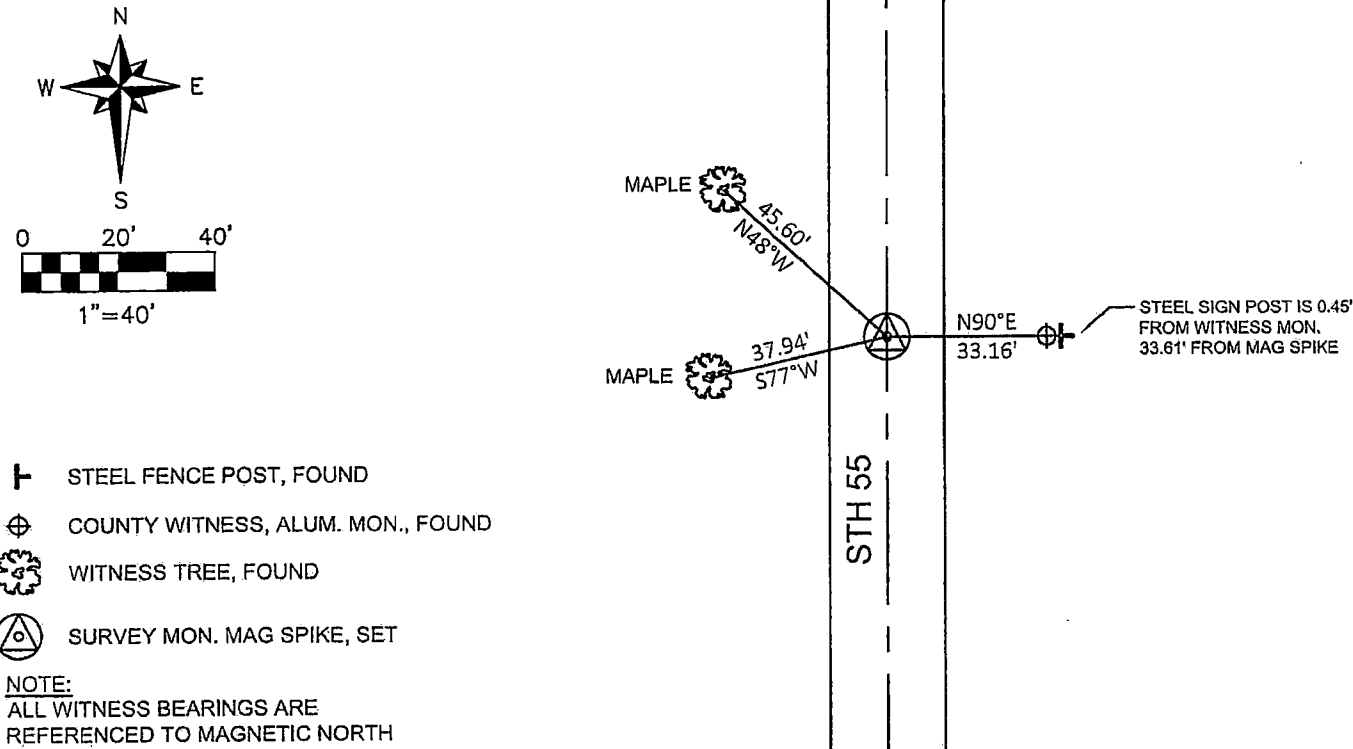 N
W E
S
0 20' 40'
1"=40'
MAPLE
45.60'
N48°W
MAPLE
37.94'
S77°W
N90°E
33.16'
STEEL SIGN POST IS 0.45'
FROM WITNESS MON.
33.61' FROM MAG SPIKE
STH 55
STEEL FENCE POST, FOUND
COUNTY WITNESS, ALUM. MON., FOUND
WITNESS TREE, FOUND
SURVEY MON. MAG SPIKE, SET
NOTE:
ALL WITNESS BEARINGS ARE
REFERENCED TO MAGNETIC NORTH